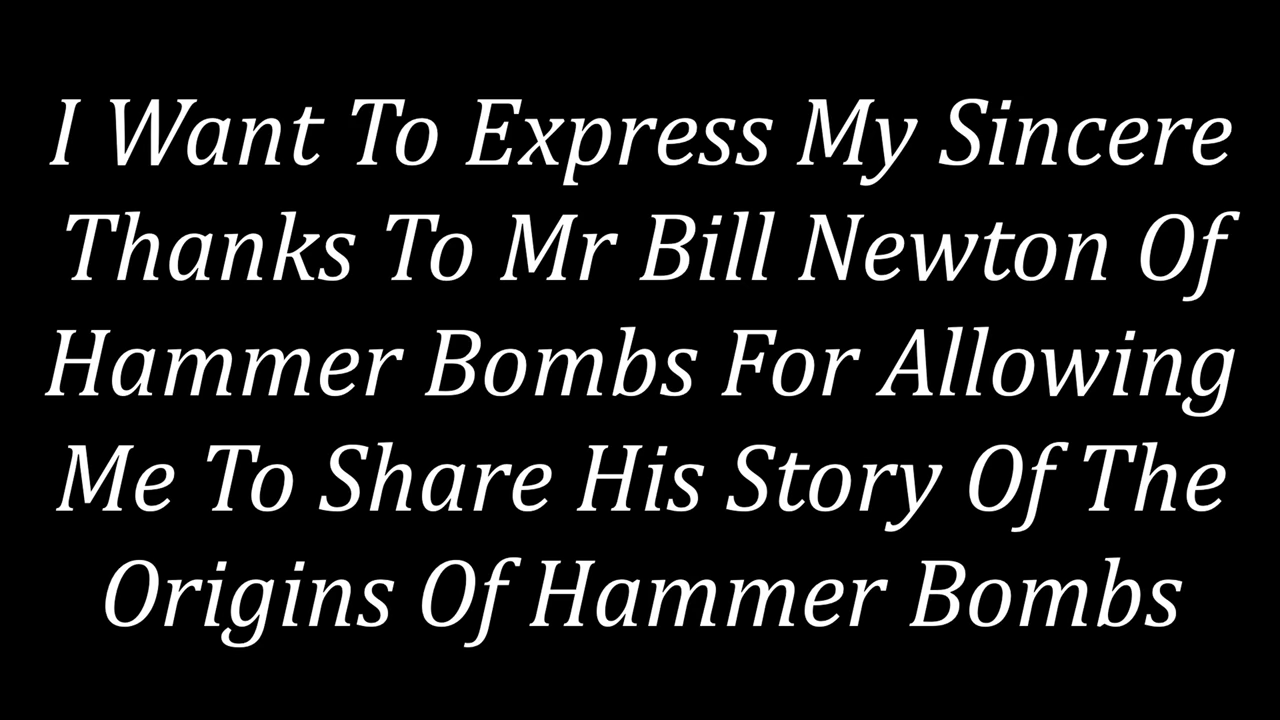 I Want To Express My Sincere
Thanks To Mr Bill Newton Of
Hammer Bombs For Allowing
Me To Share His Story Of The
Origins Of Hammer Bombs